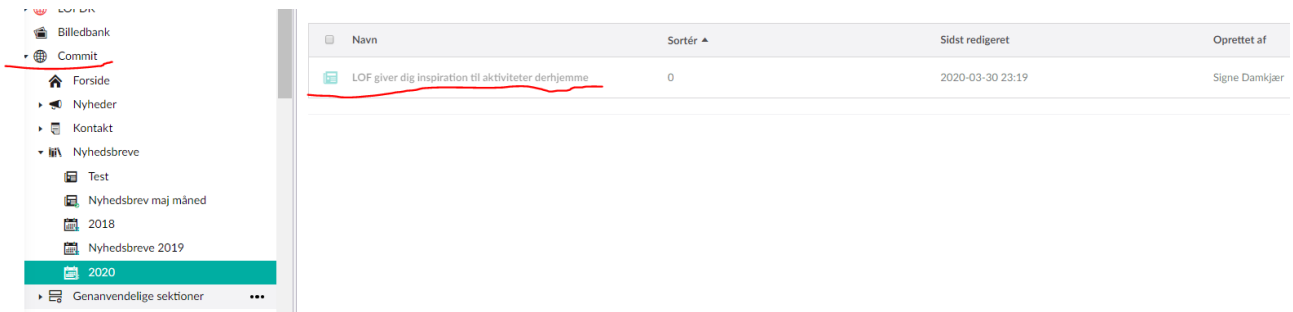 Billedbank
Commit
Forside
Nyheder
Kontakt
Nyhedsbreve
Test
Nyhedsbrev maj måned
2018
Nyhedsbreve 2019
2020
Genanvendelige sektioner
Navn Sortér Sidst redigeret Oprettet af
LOF giver dig inspiration til aktiviteter derhjemme 0 2020-03-30 23:19 Signe Damkjær